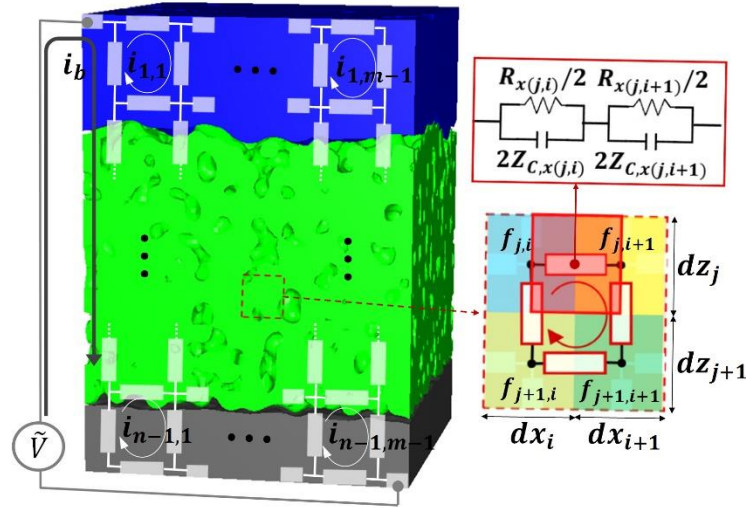 i_b
i_{1,1}
• • •
i_{1,m−1}
R_{x(j,i)}/2 R_{x(j,i+1)}/2
2Z_{C,x(j,i)} 2Z_{C,x(j,i+1)}
f_{j,i} f_{j,i+1}
dz_j
f_{j+1,i} f_{j+1,i+1}
dz_{j+1}
dx_i dx_{i+1}
Ṽ
i_{n−1,1}
• • •
i_{n−1,m−1}